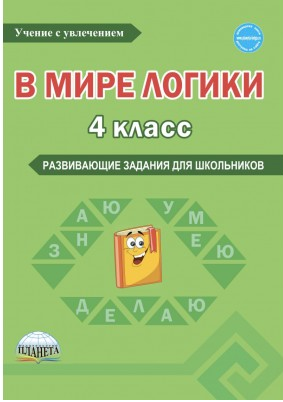 Учение с увлечением
В МИРЕ ЛОГИКИ
4 класс
РАЗВИВАЮЩИЕ ЗАДАНИЯ ДЛЯ ШКОЛЬНИКОВ
З Н А Ю
У М Е Ю
Д Е Л А Ю
ПЛАНЕТА